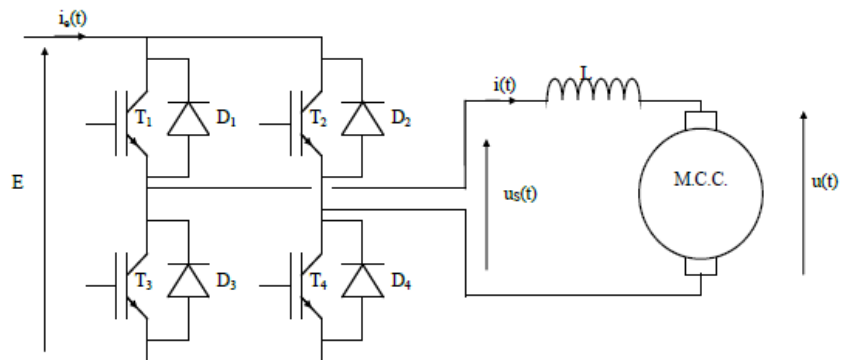 iₑ(t)
T₁
D₁
T₂
D₂
i(t)
L
E
uₛ(t)
M.C.C.
u(t)
T₃
D₃
T₄
D₄